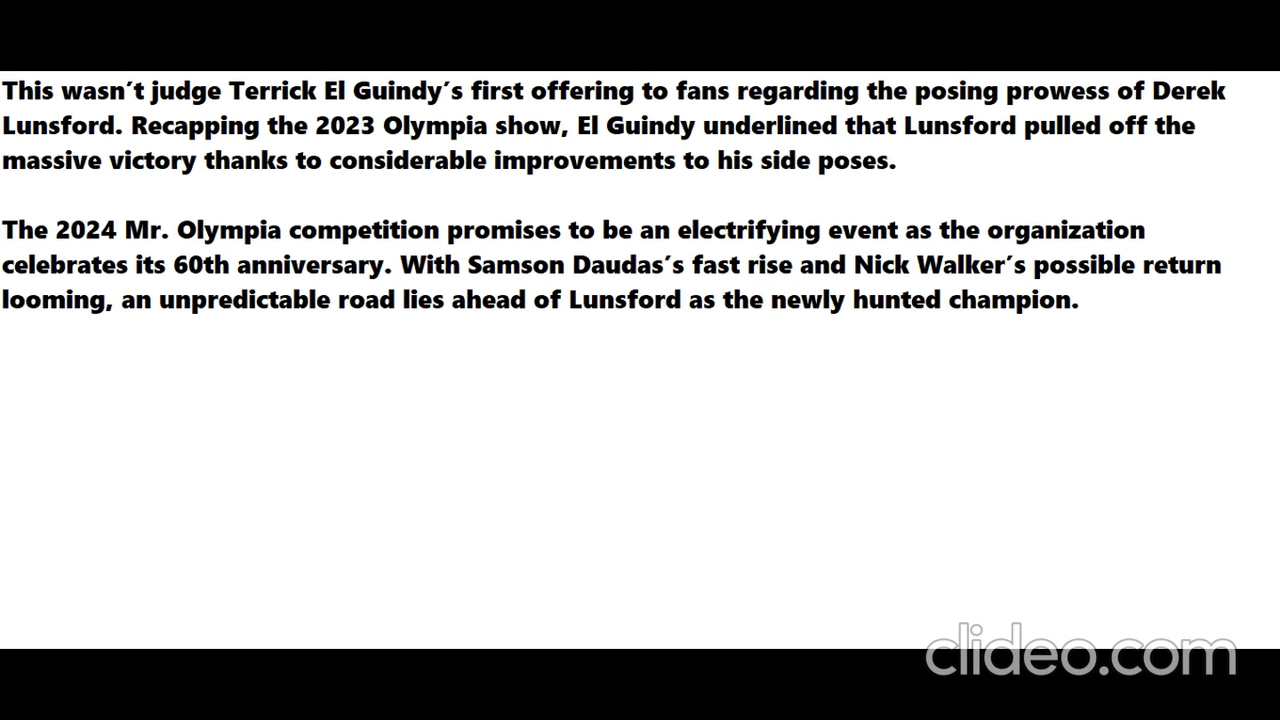 This wasn´t judge Terrick El Guindy´s first offering to fans regarding the posing prowess of Derek
Lunsford. Recapping the 2023 Olympia show, El Guindy underlined that Lunsford pulled off the
massive victory thanks to considerable improvements to his side poses.
The 2024 Mr. Olympia competition promises to be an electrifying event as the organization
celebrates its 60th anniversary. With Samson Daudas´s fast rise and Nick Walker´s possible return
looming, an unpredictable road lies ahead of Lunsford as the newly hunted champion.
clideo.com